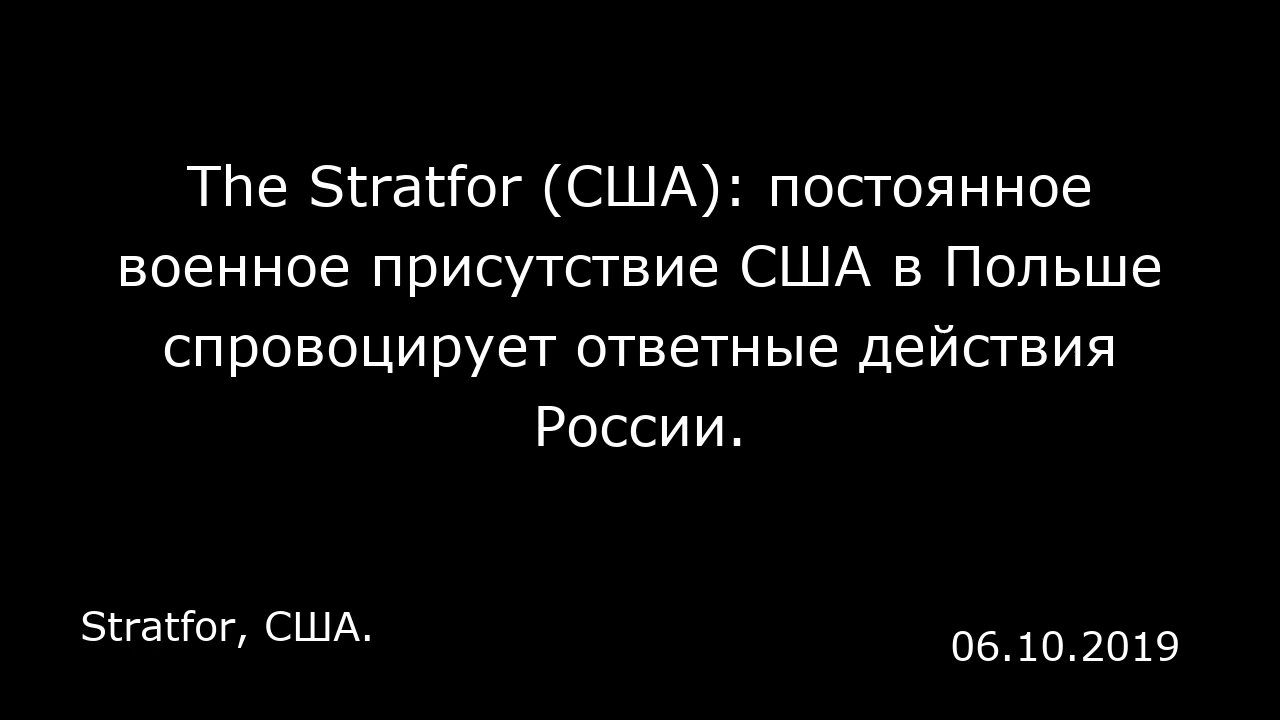 The Stratfor (США): постоянное
военное присутствие США в Польше
спровоцирует ответные действия
России.
Stratfor, США.
06.10.2019